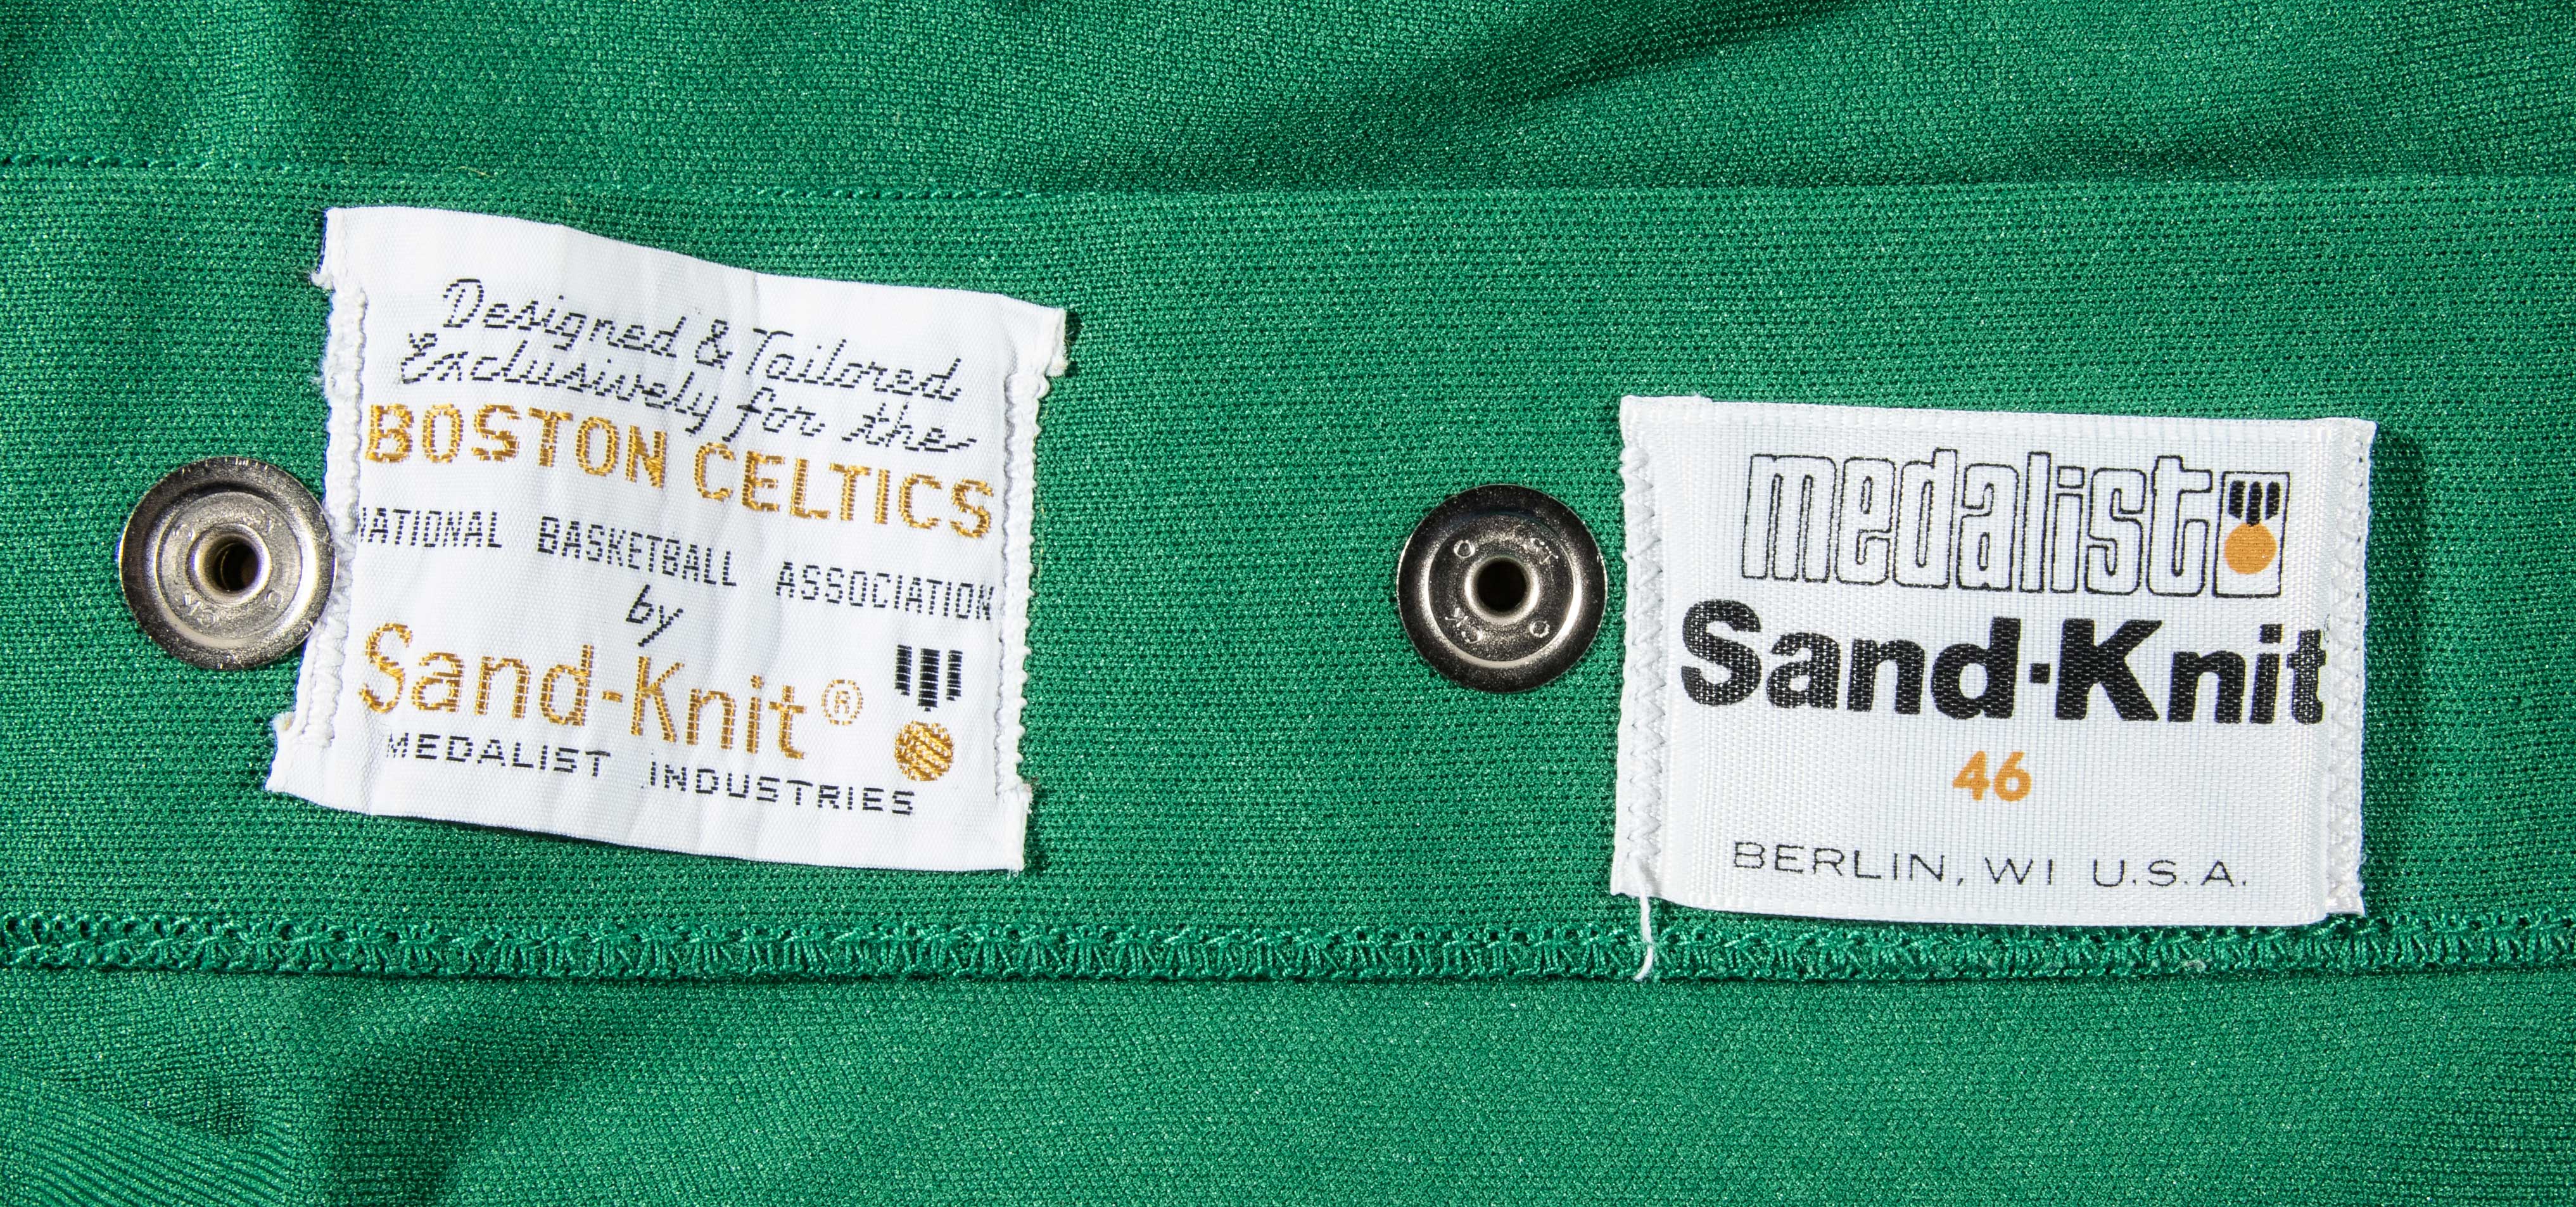 Designed & Tailored
Exclusively for the
BOSTON CELTICS
NATIONAL BASKETBALL ASSOCIATION
by
Sand-Knit®
MEDALIST INDUSTRIES
medalist
Sand·Knit®
46
BERLIN, WI U.S.A.